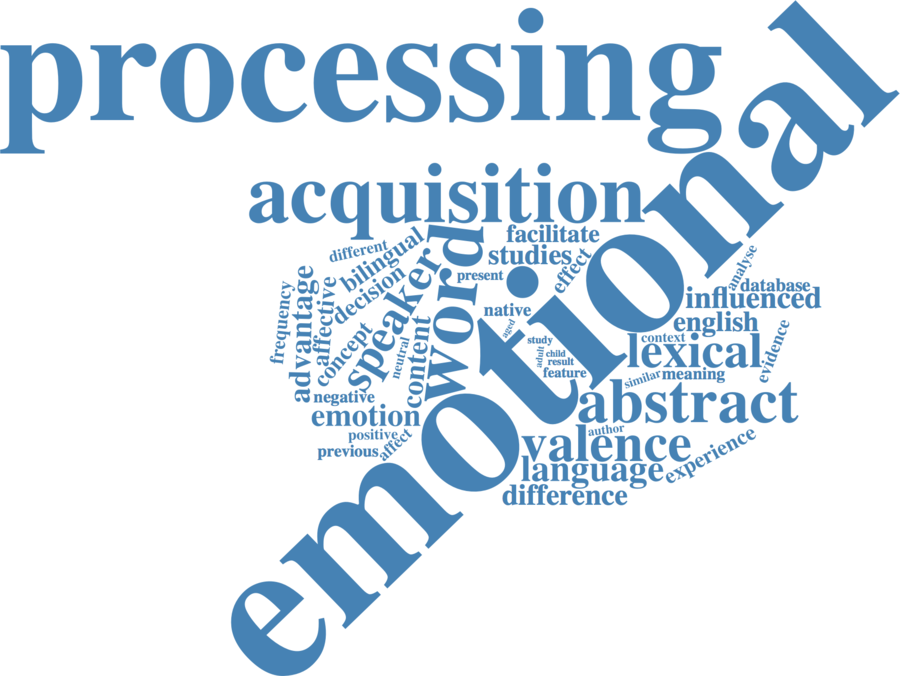 processing
emotional
acquisition
word
facilitate
studies
different
bilingual
decision
speaker
present
effect
native
analyse
database
influenced
english
context
lexical
evidence
frequency
advantage
affective
concept
neutral
content
aged
study
adult
child
result
feature
similar
meaning
negative
emotion
positive
affect
previous
abstract
author
valence
language
experience
difference